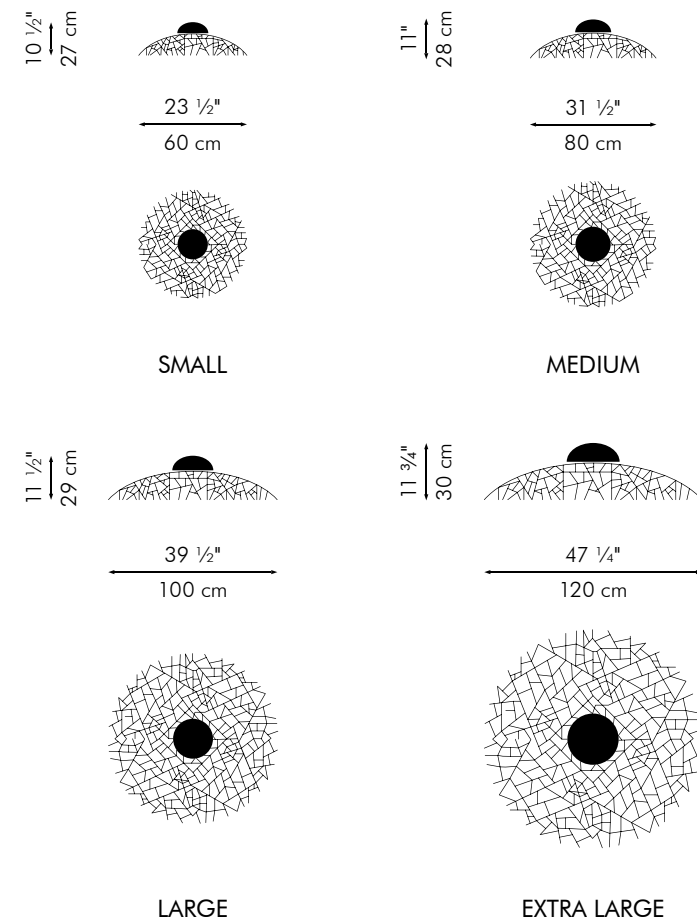 10 ½"
27 cm
23 ½"
60 cm
SMALL
11"
28 cm
31 ½"
80 cm
MEDIUM
11 ½"
29 cm
39 ½"
100 cm
LARGE
11 ¾"
30 cm
47 ¼"
120 cm
EXTRA LARGE